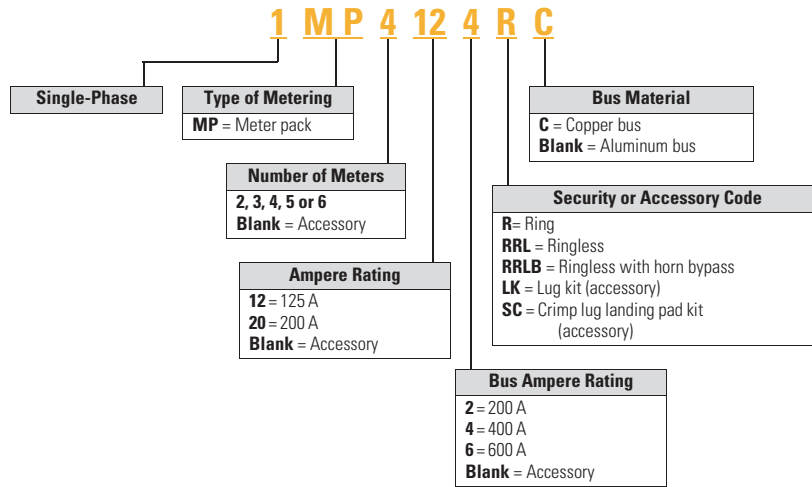 1 MP 4 12 4 R C
Single-Phase
Type of Metering
MP = Meter pack
Number of Meters
2, 3, 4, 5 or 6
Blank = Accessory
Ampere Rating
12 = 125 A
20 = 200 A
Blank = Accessory
Bus Ampere Rating
2 = 200 A
4 = 400 A
6 = 600 A
Blank = Accessory
Security or Accessory Code
R= Ring
RRL = Ringless
RRLB = Ringless with horn bypass
LK = Lug kit (accessory)
SC = Crimp lug landing pad kit
(accessory)
Bus Material
C = Copper bus
Blank = Aluminum bus